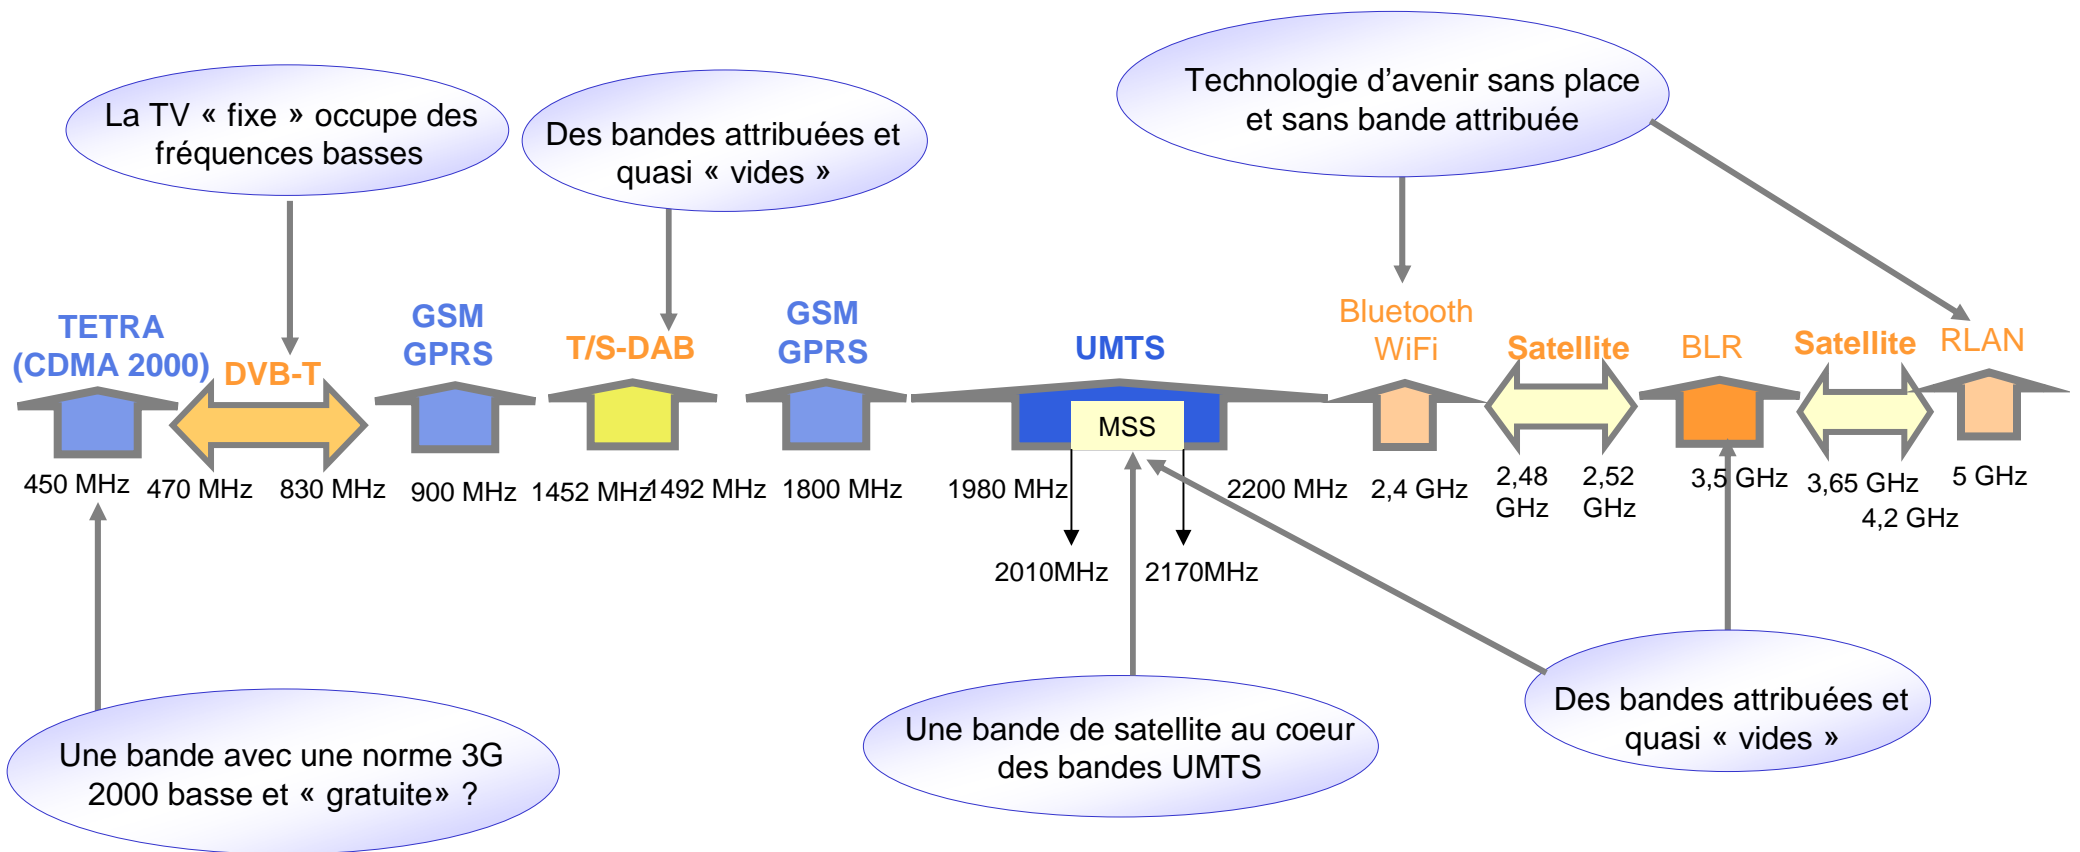 Technologie d'avenir sans place
et sans bande attribuée
La TV « fixe » occupe des
fréquences basses
Des bandes attribuées et
quasi « vides »
TETRA
(CDMA 2000)
DVB-T
GSM
GPRS
T/S-DAB
GSM
GPRS
UMTS
Bluetooth
WiFi
Satellite
BLR
Satellite
RLAN
MSS
450 MHz
470 MHz
830 MHz
900 MHz
1452 MHz
1492 MHz
1800 MHz
1980 MHz
2200 MHz
2,4 GHz
2,48
GHz
2,52
GHz
3,5 GHz
3,65 GHz
4,2 GHz
5 GHz
2010MHz
2170MHz
Une bande avec une norme 3G
2000 basse et « gratuite» ?
Une bande de satellite au coeur
des bandes UMTS
Des bandes attribuées et
quasi « vides »